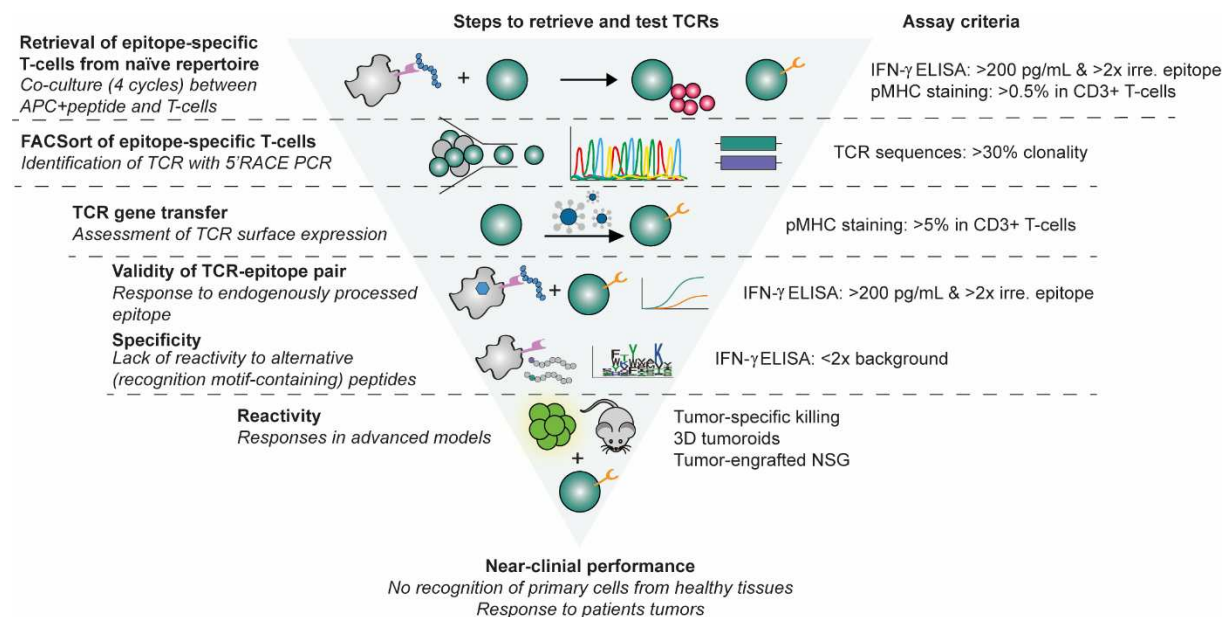 Steps to retrieve and test TCRs
Assay criteria
Retrieval of epitope-specific
T-cells from naïve repertoire
Co-culture (4 cycles) between
APC+peptide and T-cells
IFN-γ ELISA: >200 pg/mL & >2x irre. epitope
pMHC staining: >0.5% in CD3+ T-cells
FACSort of epitope-specific T-cells
Identification of TCR with 5'RACE PCR
TCR sequences: >30% clonality
TCR gene transfer
Assessment of TCR surface expression
pMHC staining: >5% in CD3+ T-cells
Validity of TCR-epitope pair
Response to endogenously processed
epitope
IFN-γ ELISA: >200 pg/mL & >2x irre. epitope
Specificity
Lack of reactivity to alternative
(recognition motif-containing) peptides
IFN-γ ELISA: <2x background
Reactivity
Responses in advanced models
Tumor-specific killing
3D tumoroids
Tumor-engrafted NSG
Near-clinial performance
No recognition of primary cells from healthy tissues
Response to patients tumors